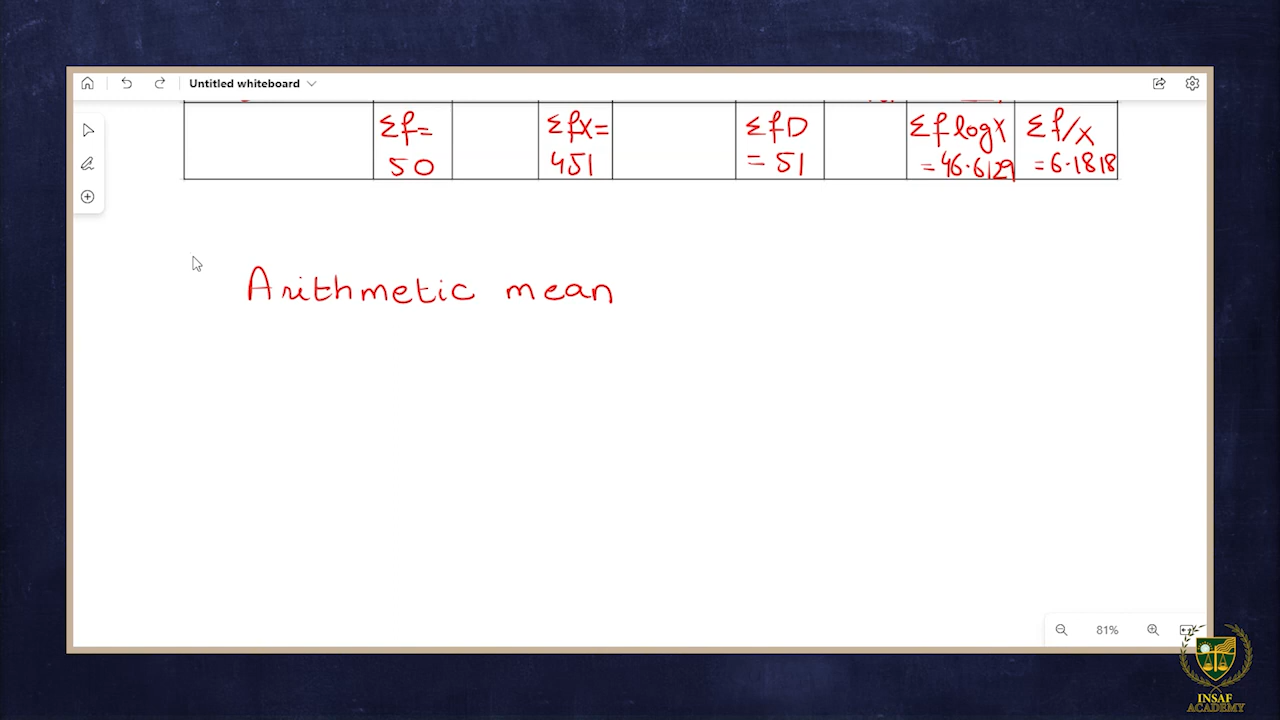 Untitled whiteboard
Σf= ΣfX= ΣfD Σf logX Σf/x
50 451 = 51 = 46.6129 = 6.1818
Arithmetic mean
81%
INSAF
ACADEMY